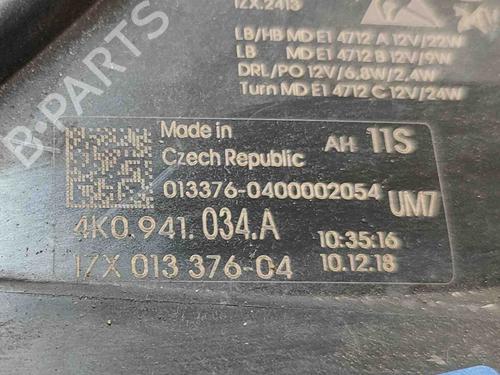 1ZX.2413
LB/HB MD E1 4712 A 12V/22W
LB MD E1 4712 B 12V/9W
DRL/PO 12V/6,8W/2,4W
Turn MD E1 4712 C 12V/24W
Made in
Czech Republic
AH 11S
013376-0400002054
UM7
4K0.941.034.A
10:35:16
1ZX 013 376-04
10.12.18
B-PARTS